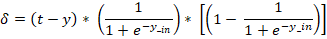 δ = (t − y) * (1 / (1 + e^{−y_in})) * [(1 − 1 / (1 + e^{−y_in}))]